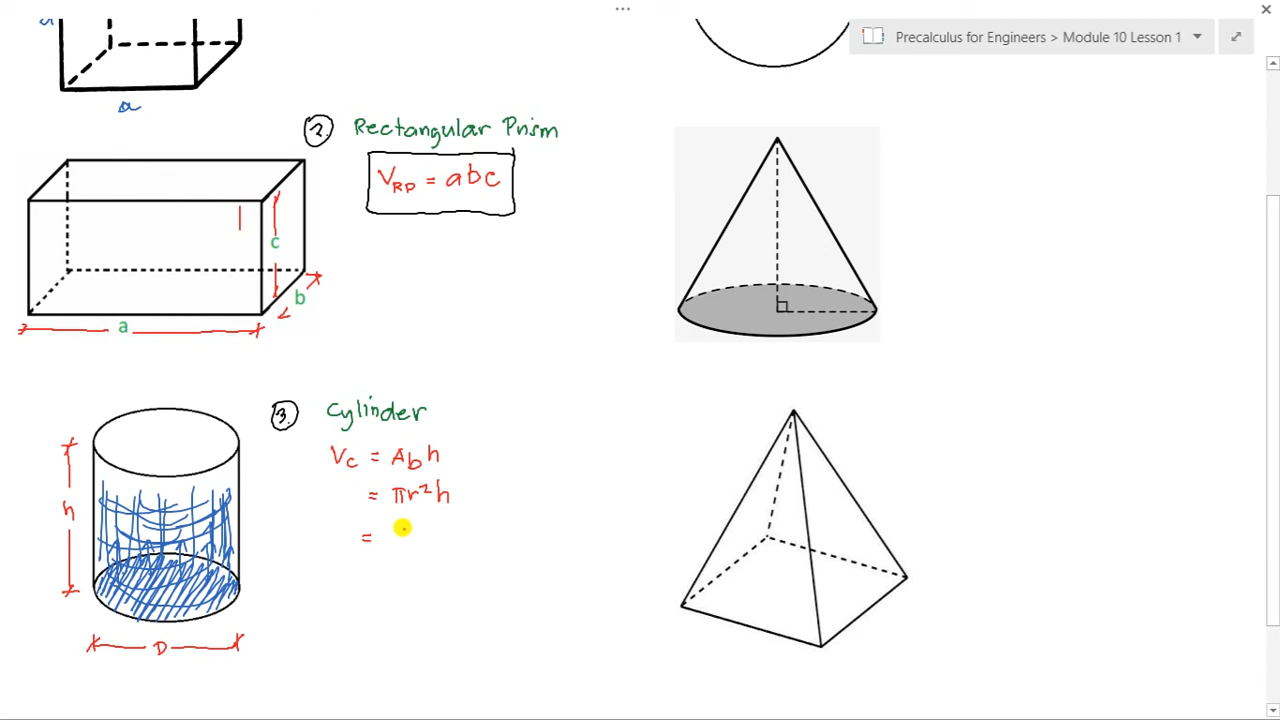 ...
Precalculus for Engineers > Module 10 Lesson 1
a
2. Rectangular Prism
V_RP = abc
c
b
a
3. Cylinder
V_c = A_b h
= πr²h
=
h
D